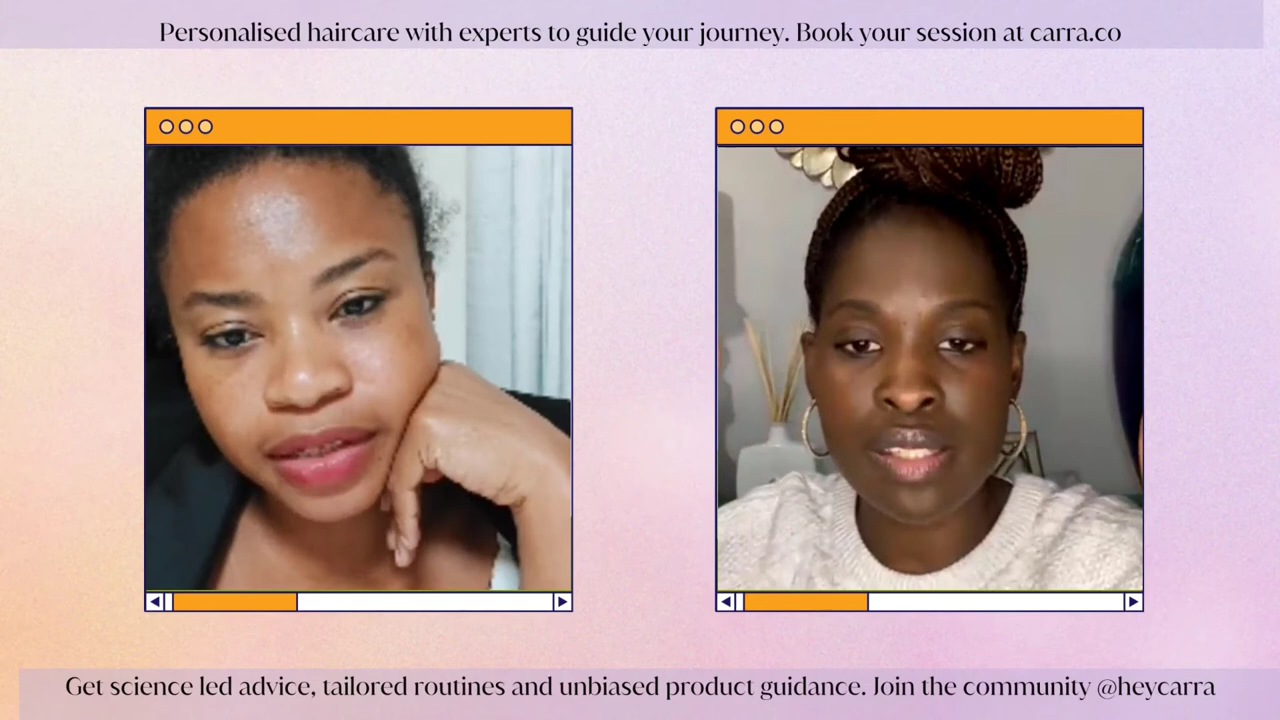 Personalised haircare with experts to guide your journey. Book your session at carra.co
Get science led advice, tailored routines and unbiased product guidance. Join the community @heycarra